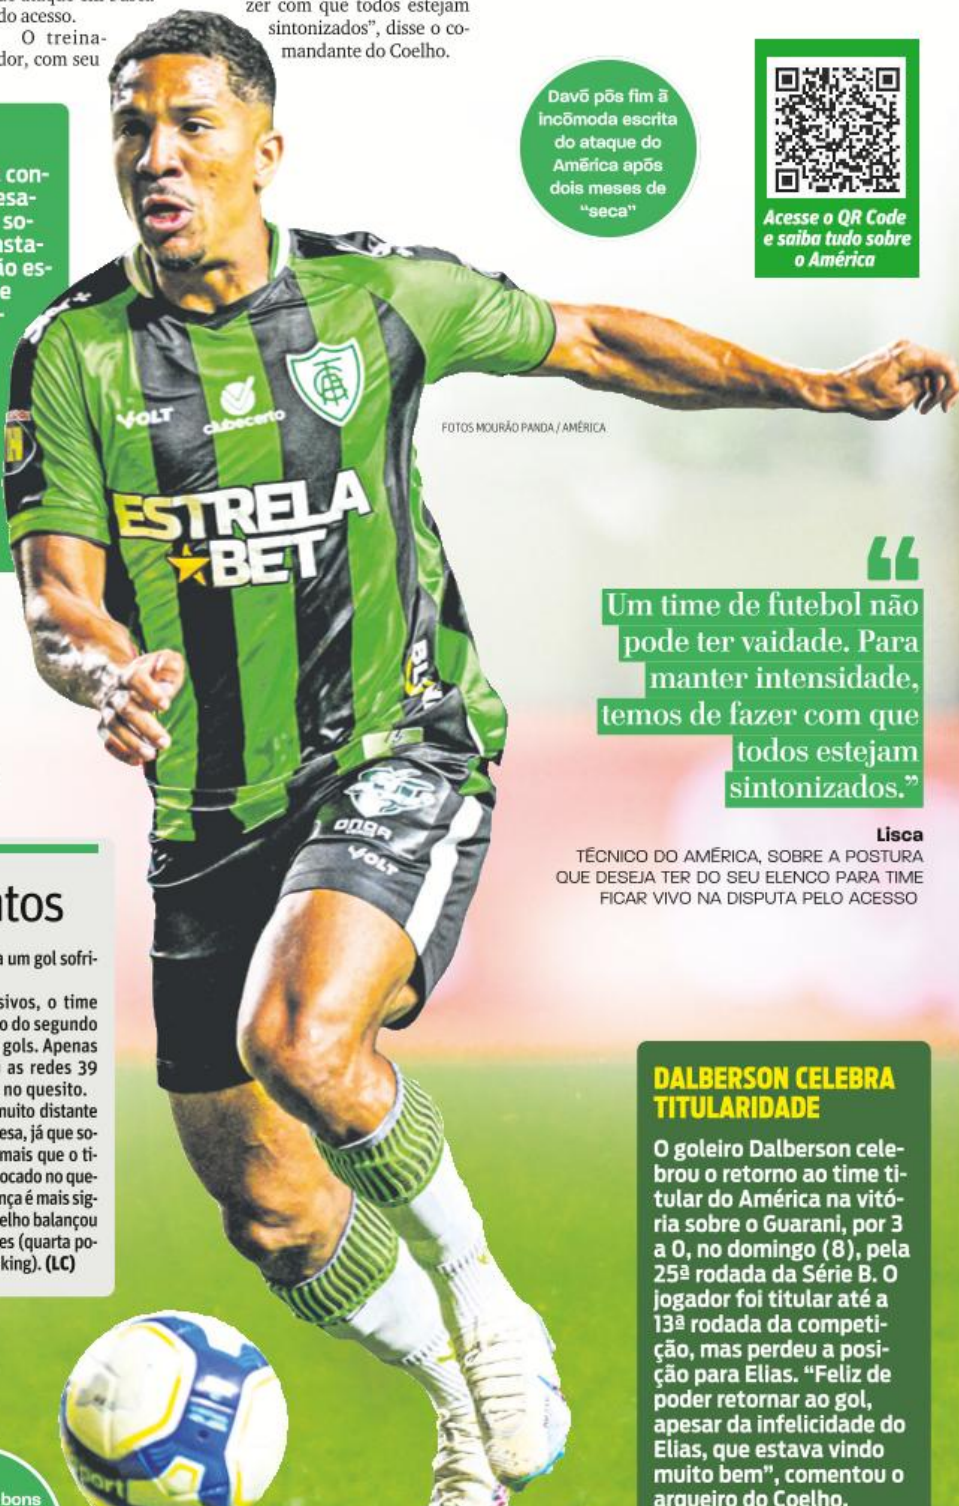 do acesso.
O treina-
dor, com seu
zer com que todos estejam
sintonizados”, disse o co-
mandante do Coelho.
con-
esa-
so-
nsta-
ão es-
e
Davó pôs fim à
incômoda escrita
do ataque do
América após
dois meses de
“seca”
Acesse o QR Code
e saiba tudo sobre
o América
VOLT
clubecerto
FOTOS MOURÃO PANDA / AMÉRICA
ESTRELA
BET
“
Um time de futebol não
pode ter vaidade. Para
manter intensidade,
temos de fazer com que
todos estejam
sintonizados.”
Lisca
TÉCNICO DO AMÉRICA, SOBRE A POSTURA
QUE DESEJA TER DO SEU ELENCO PARA TIME
FICAR VIVO NA DISPUTA PELO ACESSO
ONDA
VOLT
tos
a um gol sofri-
sivos, o time
o do segundo
gols. Apenas
as redes 39
no quesito.
muito distante
esa, já que so-
mais que o ti-
ocado no que-
nça é mais sig-
elho balançou
es (quarta po-
king). (LC)
DALBERSON CELEBRA
TITULARIDADE
O goleiro Dalberson cele-
brou o retorno ao time ti-
tular do América na vitó-
ria sobre o Guarani, por 3
a 0, no domingo (8), pela
25ª rodada da Série B. O
jogador foi titular até a
13ª rodada da competi-
ção, mas perdeu a posi-
ção para Elias. “Feliz de
poder retornar ao gol,
apesar da infelicidade do
Elias, que estava vindo
muito bem”, comentou o
arqueiro do Coelho.
bons